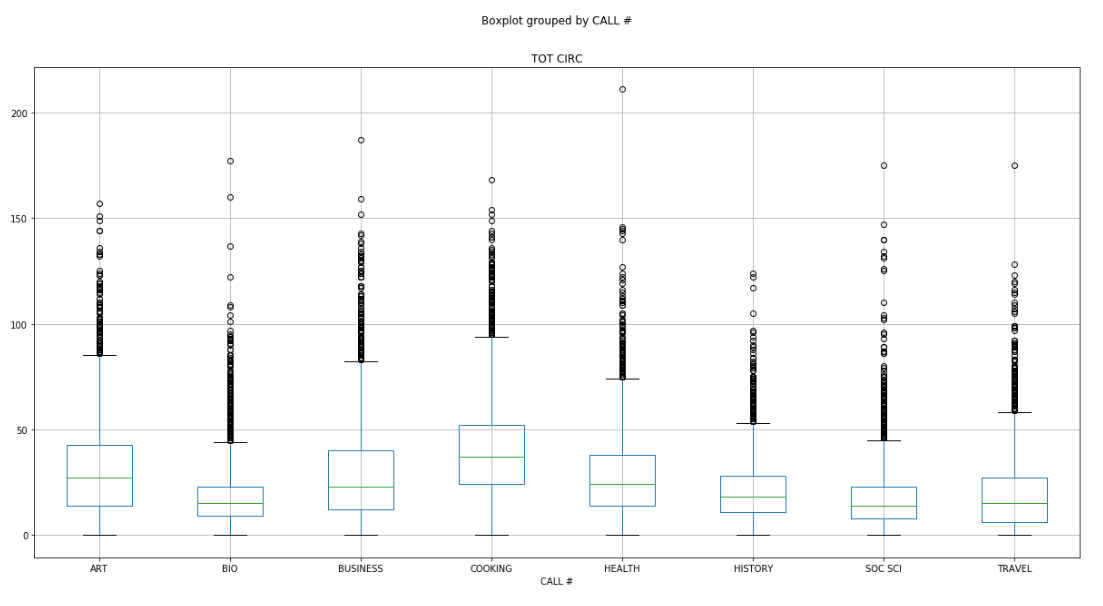 Boxplot grouped by CALL #
TOT CIRC
200
150
100
50
0
ART BIO BUSINESS COOKING HEALTH HISTORY SOC SCI TRAVEL
CALL #